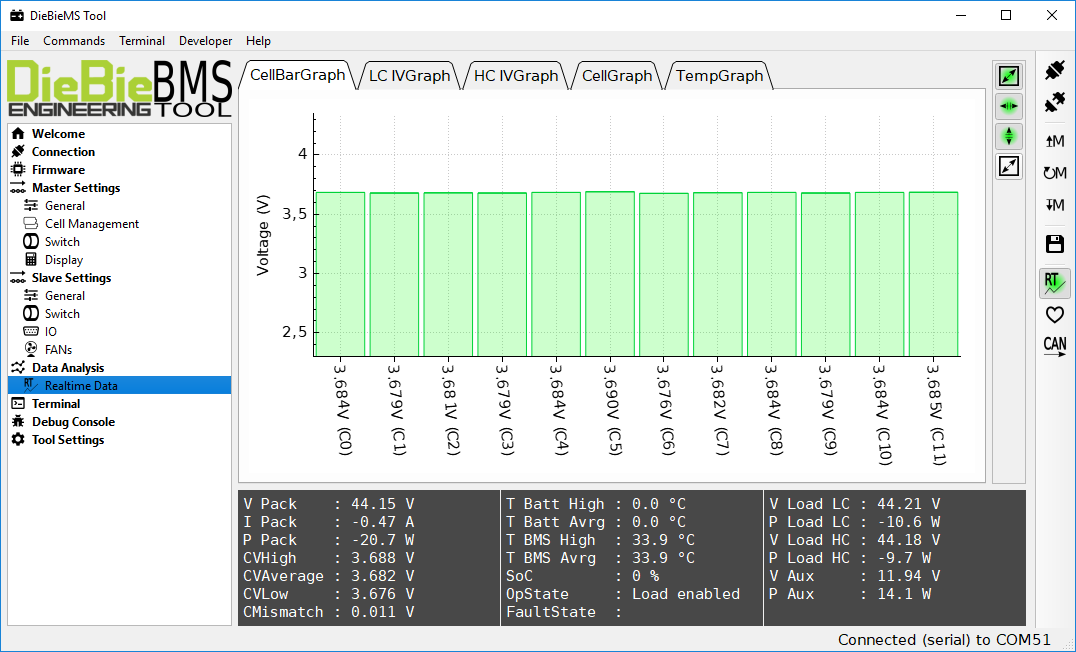 DieBieMS Tool
File Commands Terminal Developer Help
DieBieBMS
ENGINEERING TOOL
Welcome
Connection
Firmware
Master Settings
General
Cell Management
Switch
Display
Slave Settings
General
Switch
IO
FANs
Data Analysis
RT Realtime Data
Terminal
Debug Console
Tool Settings
CellBarGraph LC IVGraph HC IVGraph CellGraph TempGraph
Voltage (V)
4
3,5
3
2,5
3,684V (C0)
3,679V (C1)
3,681V (C2)
3,679V (C3)
3,684V (C4)
3,690V (C5)
3,676V (C6)
3,682V (C7)
3,684V (C8)
3,679V (C9)
3,684V (C10)
3,685V (C11)
V Pack : 44.15 V
I Pack : -0.47 A
P Pack : -20.7 W
CVHigh : 3.688 V
CVAverage : 3.682 V
CVLow : 3.676 V
CMismatch : 0.011 V
T Batt High : 0.0 °C
T Batt Avrg : 0.0 °C
T BMS High : 33.9 °C
T BMS Avrg : 33.9 °C
SoC : 0 %
OpState : Load enabled
FaultState :
V Load LC : 44.21 V
P Load LC : -10.6 W
V Load HC : 44.18 V
P Load HC : -9.7 W
V Aux : 11.94 V
P Aux : 14.1 W
M
M
M
RT
CAN
Connected (serial) to COM51